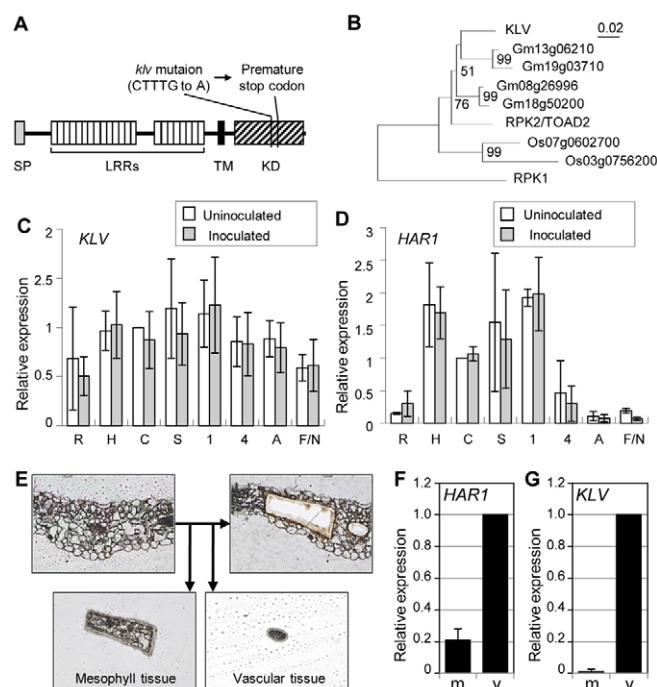 A
klv mutaion
(CTTTG to A)
Premature
stop codon
SP
LRRs
TM
KD
B
0.02
KLV
Gm13g06210
99
Gm19g03710
51
Gm08g26996
99
76
Gm18g50200
RPK2/TOAD2
Os07g0602700
99
Os03g0756200
RPK1
C
KLV
Uninoculated
Inoculated
Relative expression
2
1
0.5
0
R H C S 1 4 A F/N
D
HAR1
Uninoculated
Inoculated
Relative expression
2
1.5
1
0.5
0
R H C S 1 4 A F/N
E
Mesophyll tissue
Vascular tissue
F
HAR1
Relative expression
1.2
1.0
0.8
0.6
0.4
0.2
0
m v
G
KLV
Relative expression
1.2
1.0
0.8
0.6
0.4
0.2
0
m v